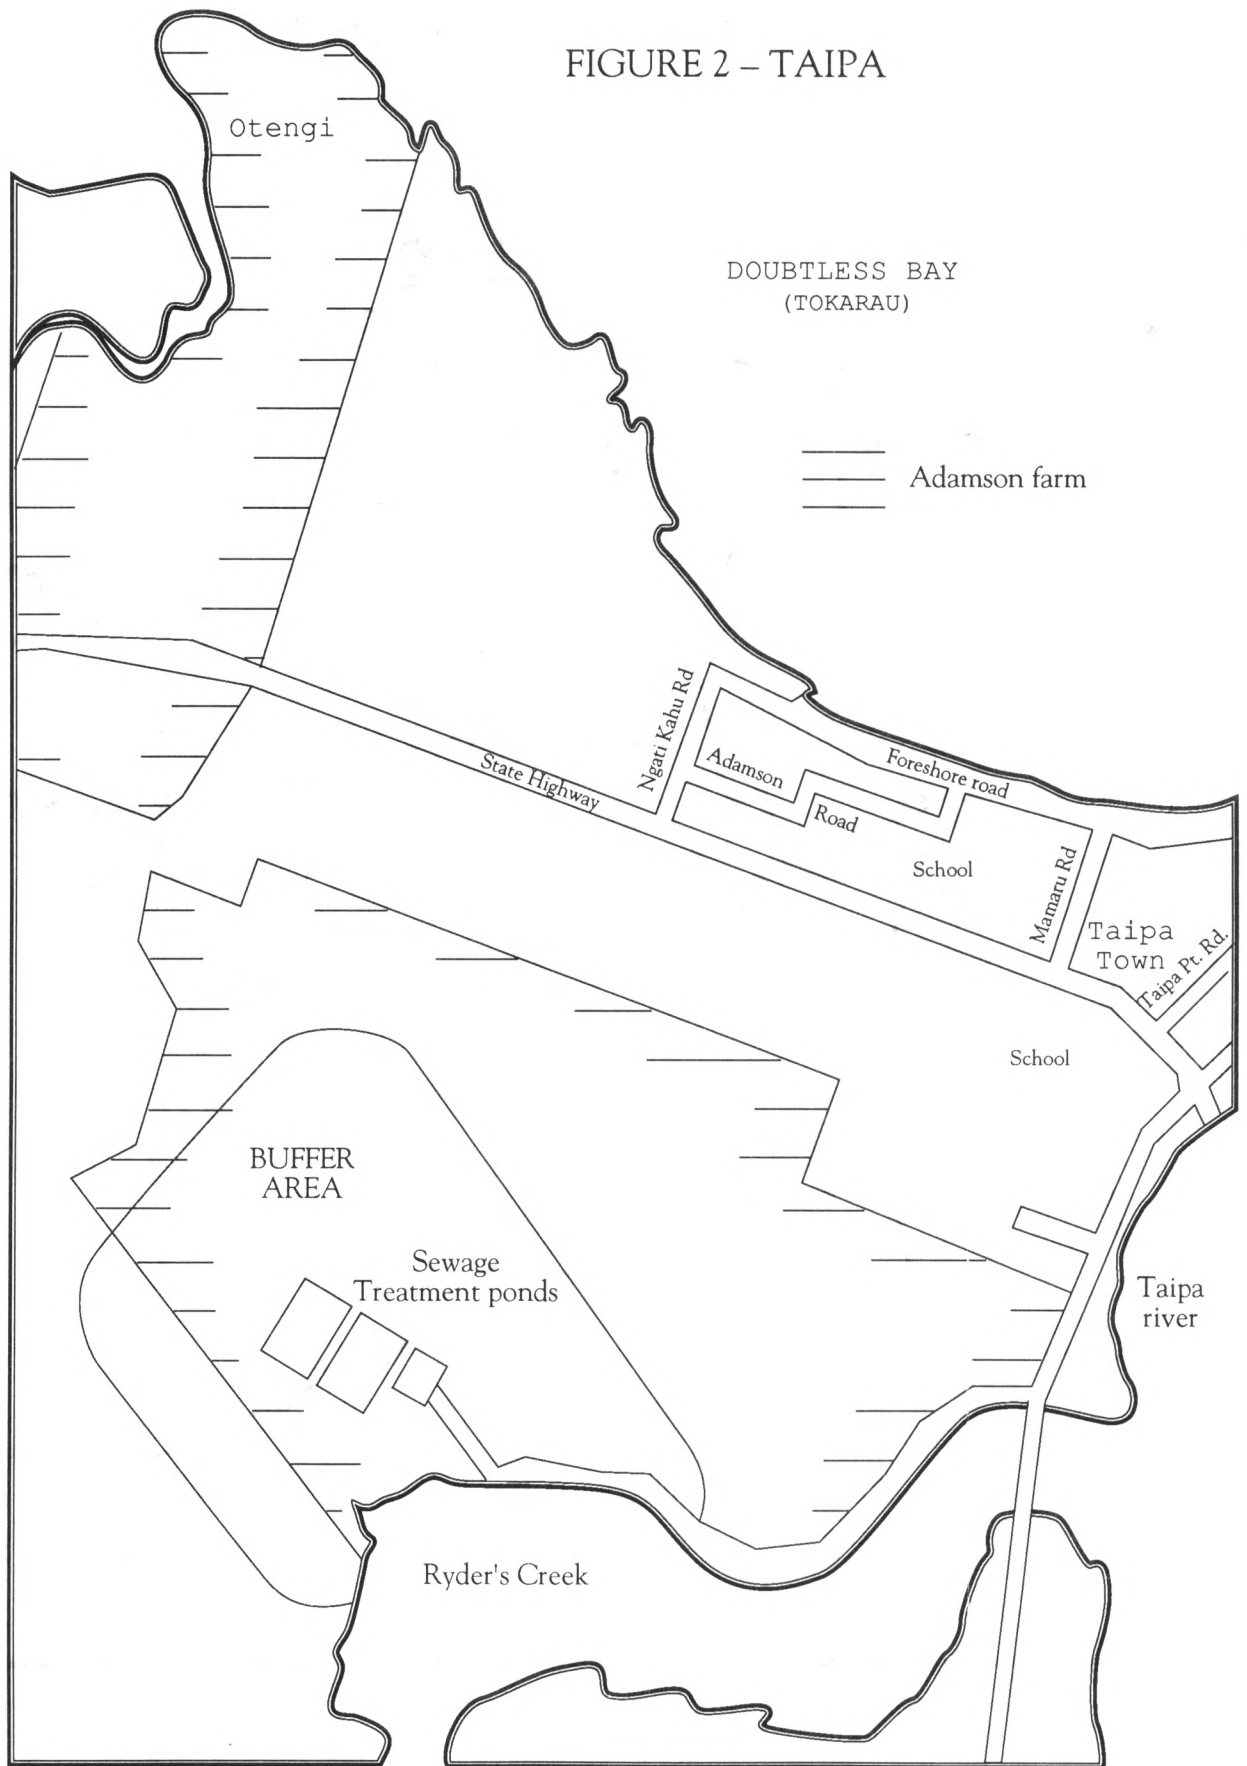 FIGURE 2 – TAIPA
Otengi
DOUBTLESS BAY
(TOKARAU)
Adamson farm
Ngati Kahu Rd
State Highway
Adamson
Road
Foreshore road
School
Mamaru Rd
Taipa
Town
Taipa Pt. Rd.
School
BUFFER
AREA
Sewage
Treatment ponds
Taipa
river
Ryder's Creek